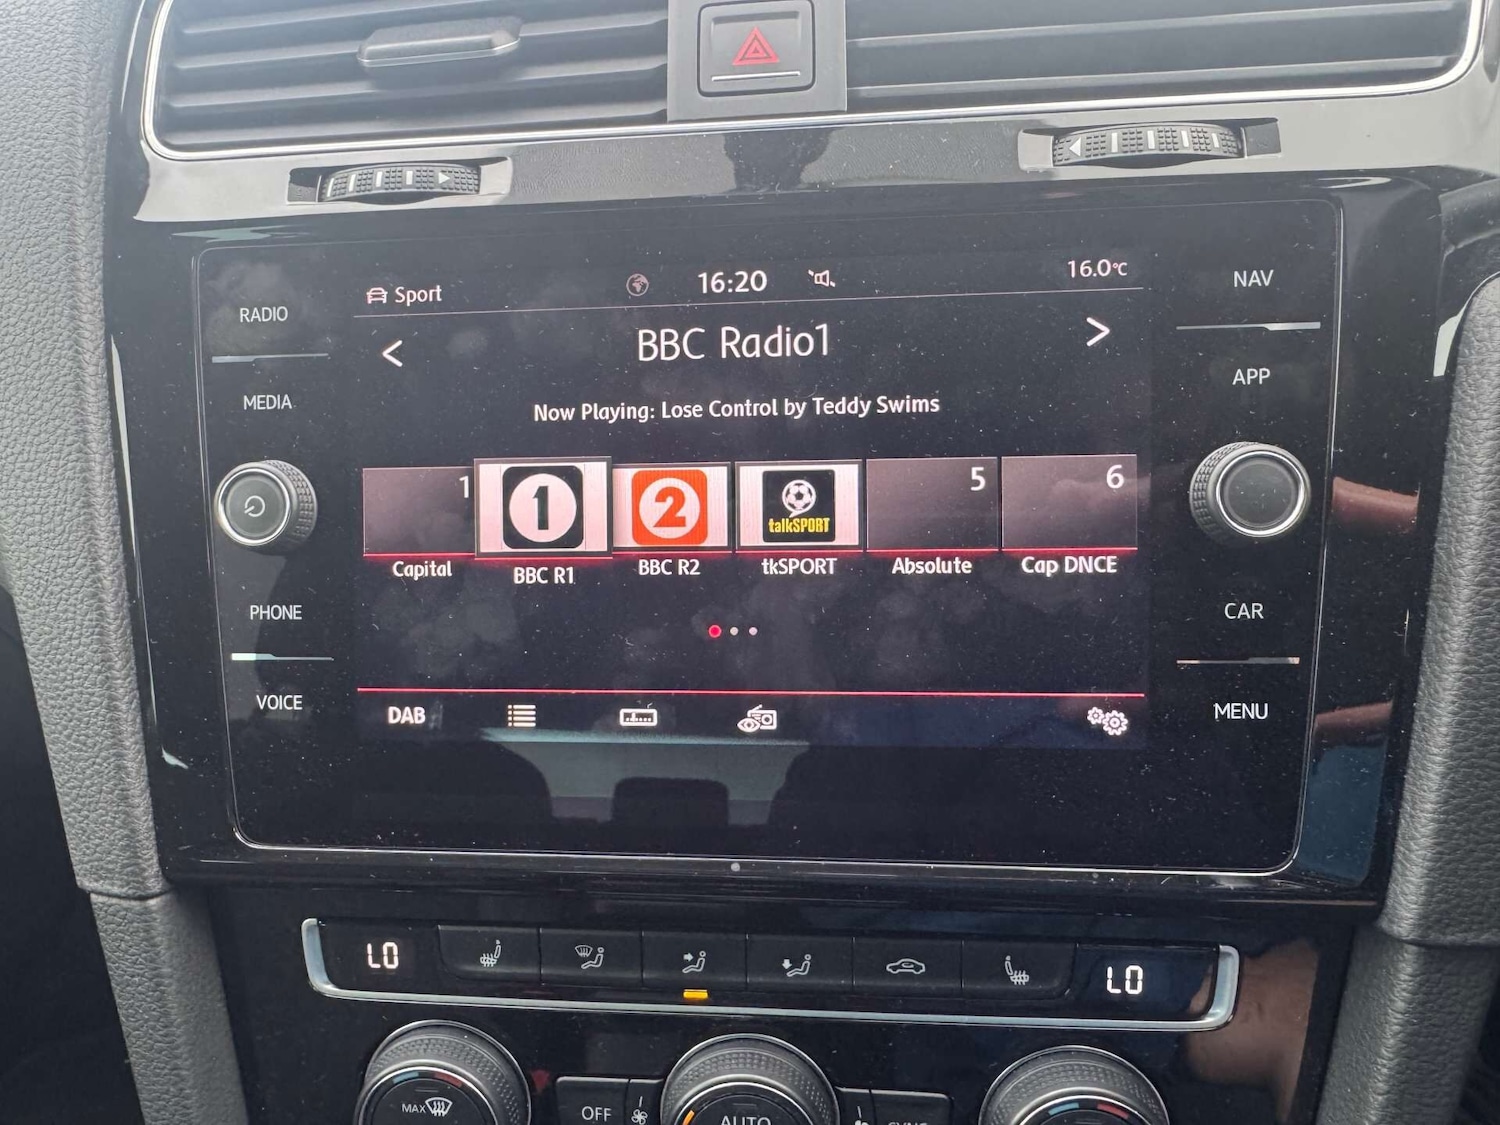 Sport 16:20 16.0°C
RADIO
NAV
BBC Radio1
MEDIA
APP
Now Playing: Lose Control by Teddy Swims
1 1 2 talkSPORT 5 6
Capital BBC R1 BBC R2 tkSPORT Absolute Cap DNCE
PHONE
CAR
VOICE
MENU
DAB
LO LO
MAX
OFF
AUTO